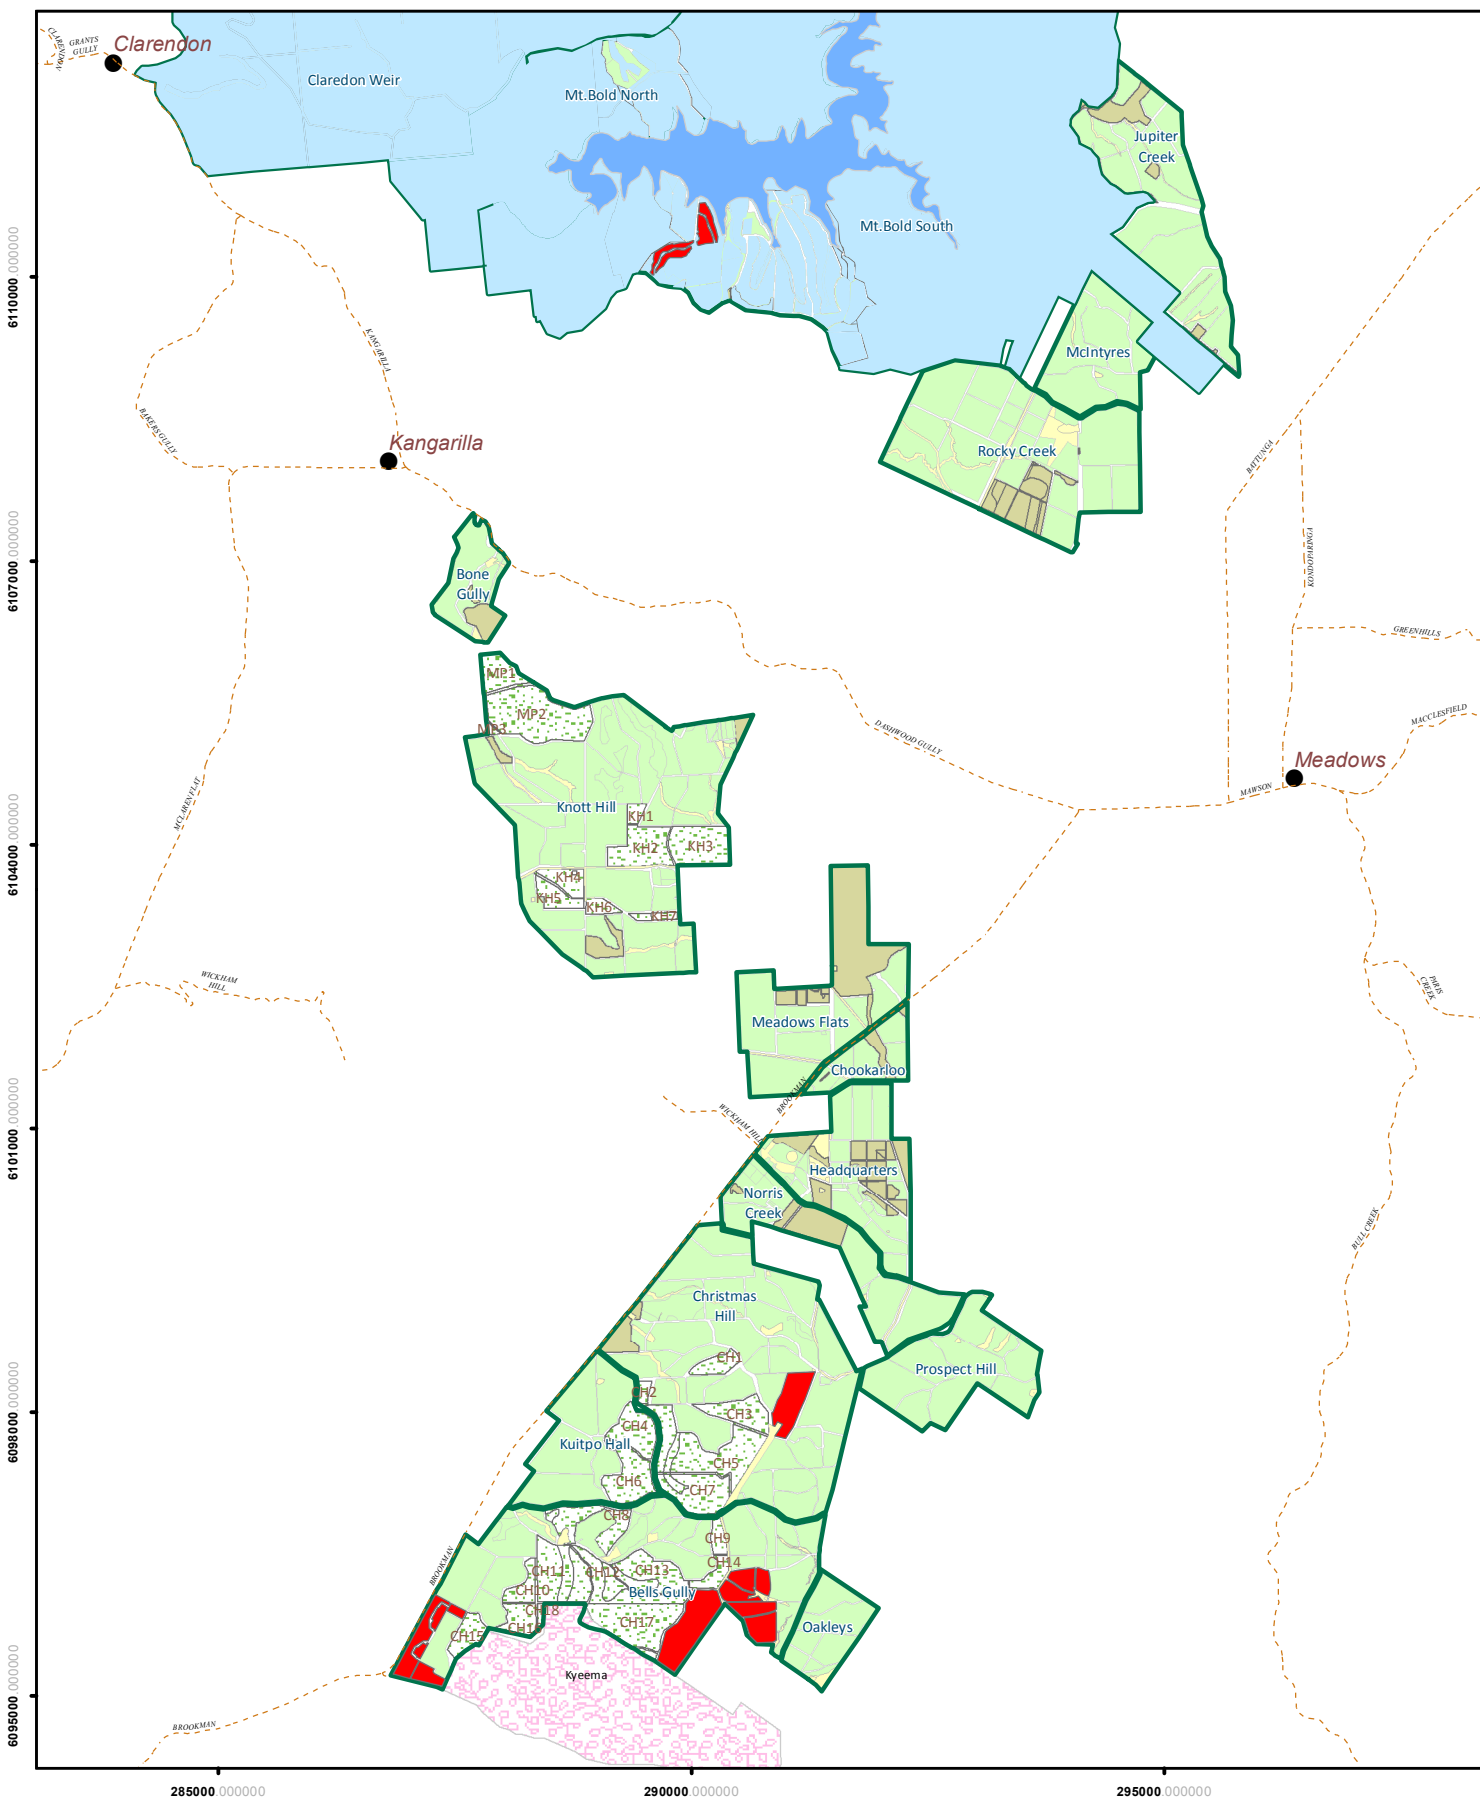 CLAREN
GRANTS
GULLY
Clarendon
Claredon Weir
Mt.Bold North
Jupiter
Creek
Mt.Bold South
6110000.000000
KANGARILLA
McIntyres
BAKERS GULLY
Kangarilla
Rocky Creek
BATTUNGA
6107000.000000
KONDOPARINGA
Bone
Gully
GREENHILLS
MP1
MP2
MP3
MACCLESFIELD
DASHWOOD GULLY
Meadows
MAWSON
MCLAREN FLAT
Knott Hill
KH1
KH2
KH3
6104000.000000
KH4
KH5
KH6
KH7
WICKHAM
HILL
PARIS
CREEK
Meadows Flats
Chookarloo
BROOKMAN
WICKHAM HILL
6101000.000000
Headquarters
Norris
Creek
BULL CREEK
Christmas
Hill
CH1
Prospect Hill
CH2
CH3
6098000.000000
CH4
Kuitpo Hall
CH5
CH6
CH7
CH8
CH9
BROOKMAN
CH14
CH11
CH12
CH13
CH10
Bells Gully
CH18
CH17
CH16
CH15
Oakleys
Kyeema
6095000.000000
BROOKMAN
285000.000000
290000.000000
295000.000000